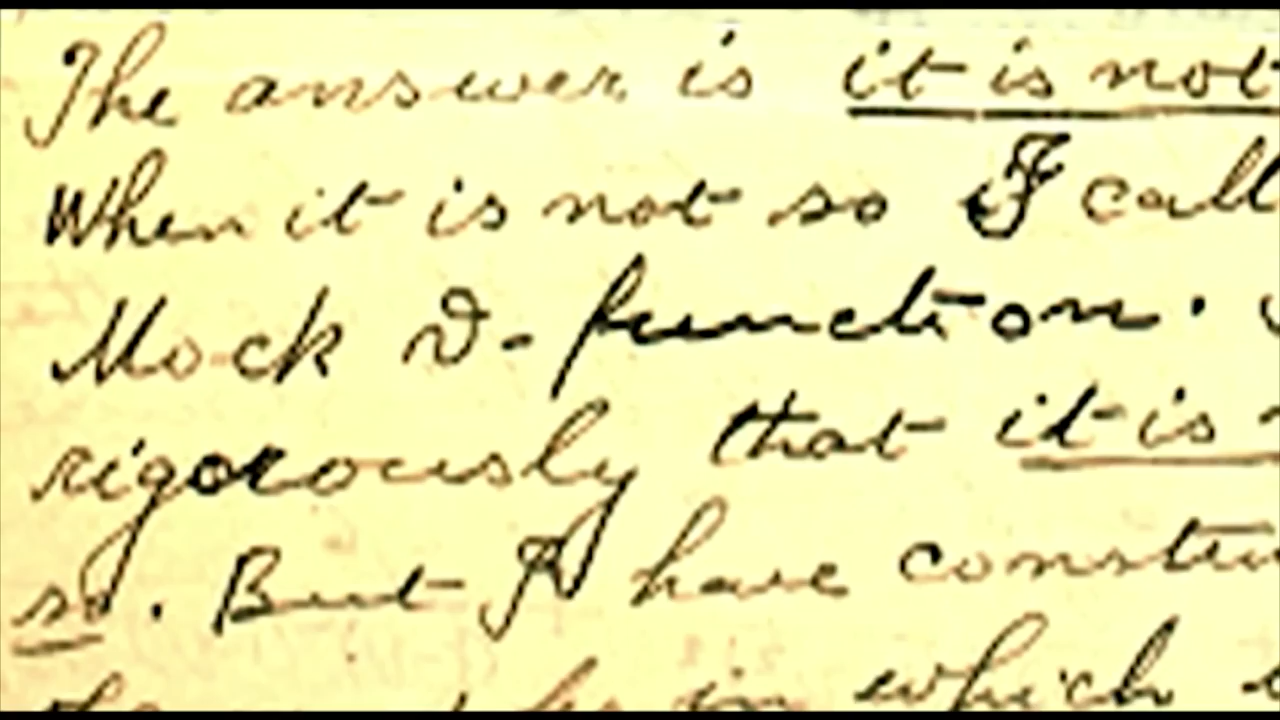 The answer is it is not
When it is not so I call
Mock ϑ-function.
rigorously that it is
so. But I have
in which